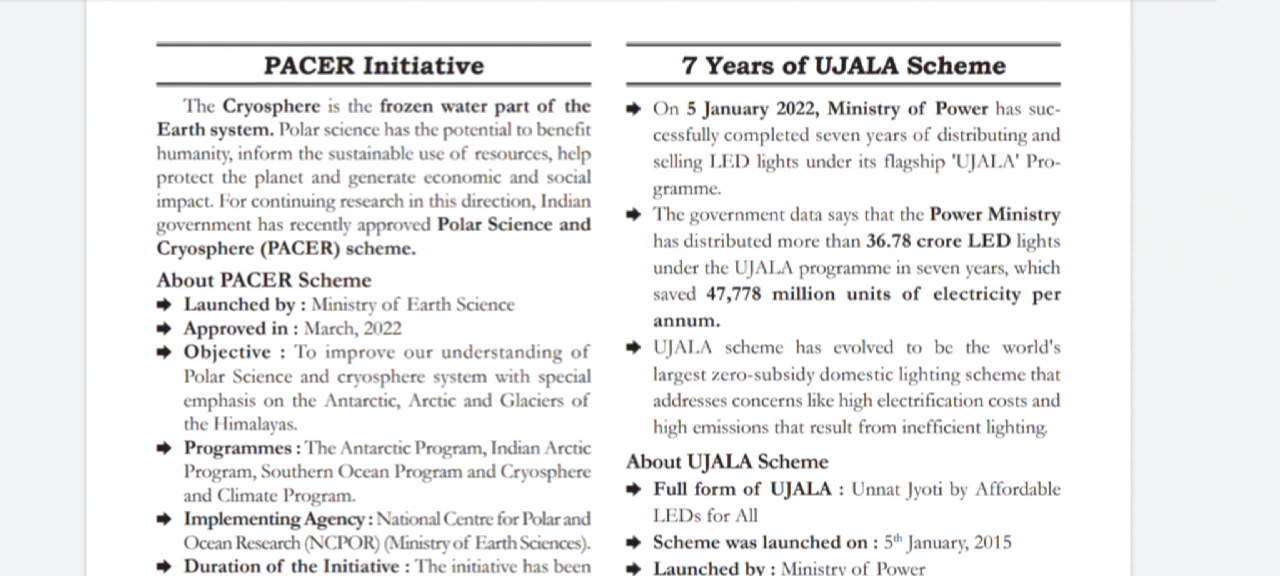 PACER Initiative
The Cryosphere is the frozen water part of the
Earth system. Polar science has the potential to benefit
humanity, inform the sustainable use of resources, help
protect the planet and generate economic and social
impact. For continuing research in this direction, Indian
government has recently approved Polar Science and
Cryosphere (PACER) scheme.
About PACER Scheme
➡ Launched by : Ministry of Earth Science
➡ Approved in : March, 2022
➡ Objective : To improve our understanding of
Polar Science and cryosphere system with special
emphasis on the Antarctic, Arctic and Glaciers of
the Himalayas.
➡ Programmes : The Antarctic Program, Indian Arctic
Program, Southern Ocean Program and Cryosphere
and Climate Program.
➡ Implementing Agency : National Centre for Polar and
Ocean Research (NCPOR) (Ministry of Earth Sciences).
➡ Duration of the Initiative : The initiative has been
7 Years of UJALA Scheme
➡ On 5 January 2022, Ministry of Power has suc-
cessfully completed seven years of distributing and
selling LED lights under its flagship 'UJALA' Pro-
gramme.
➡ The government data says that the Power Ministry
has distributed more than 36.78 crore LED lights
under the UJALA programme in seven years, which
saved 47,778 million units of electricity per
annum.
➡ UJALA scheme has evolved to be the world's
largest zero-subsidy domestic lighting scheme that
addresses concerns like high electrification costs and
high emissions that result from inefficient lighting.
About UJALA Scheme
➡ Full form of UJALA : Unnat Jyoti by Affordable
LEDs for All
➡ Scheme was launched on : 5th January, 2015
➡ Launched by : Ministry of Power